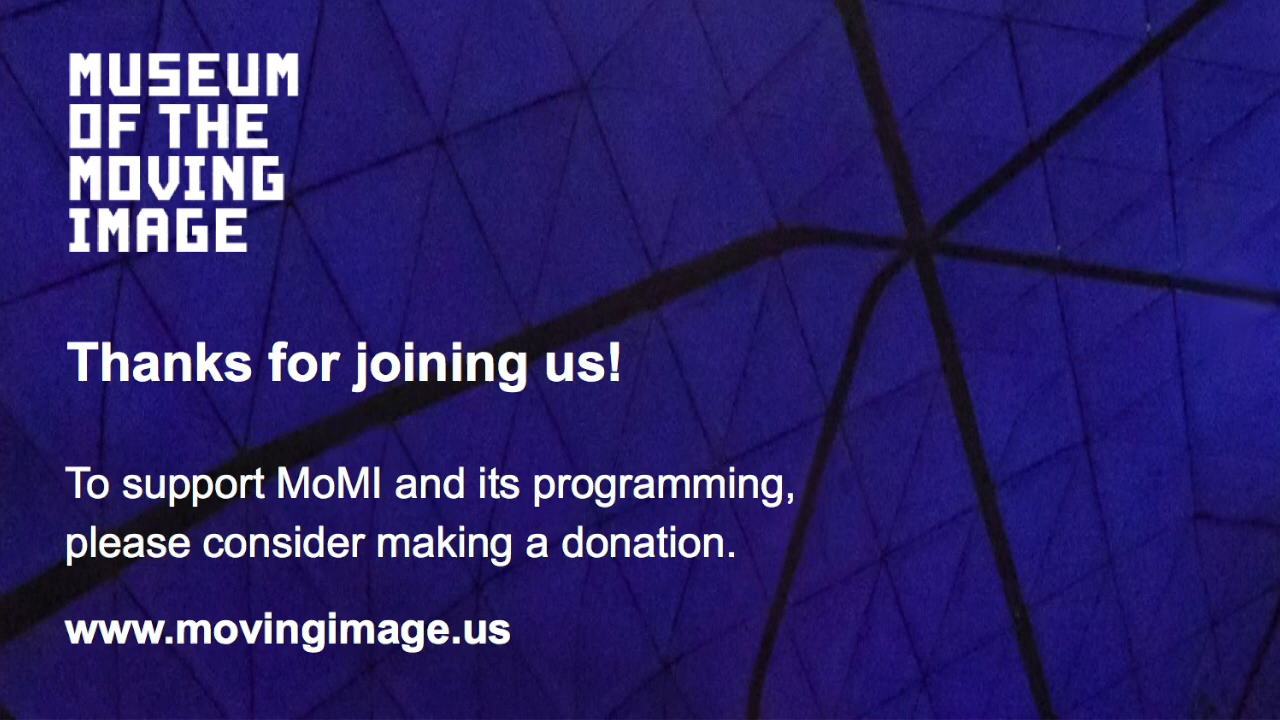 MUSEUM
OF THE
MOVING
IMAGE
Thanks for joining us!
To support MoMI and its programming,
please consider making a donation.
www.movingimage.us